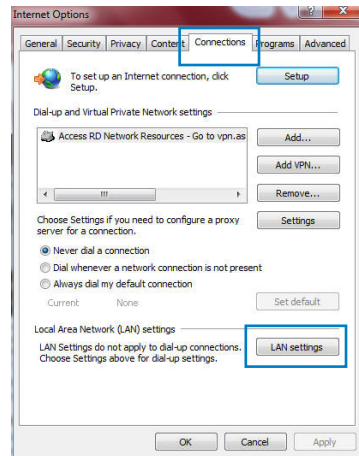 Internet Options
General Security Privacy Content Connections Programs Advanced
To set up an Internet connection, click
Setup.
Setup
Dial-up and Virtual Private Network settings
Access RD Network Resources - Go to vpn.as
Add...
Add VPN...
Remove...
Choose Settings if you need to configure a proxy
server for a connection.
Settings
Never dial a connection
Dial whenever a network connection is not present
Always dial my default connection
Current None
Set default
Local Area Network (LAN) settings
LAN Settings do not apply to dial-up connections.
Choose Settings above for dial-up settings.
LAN settings
OK Cancel Apply